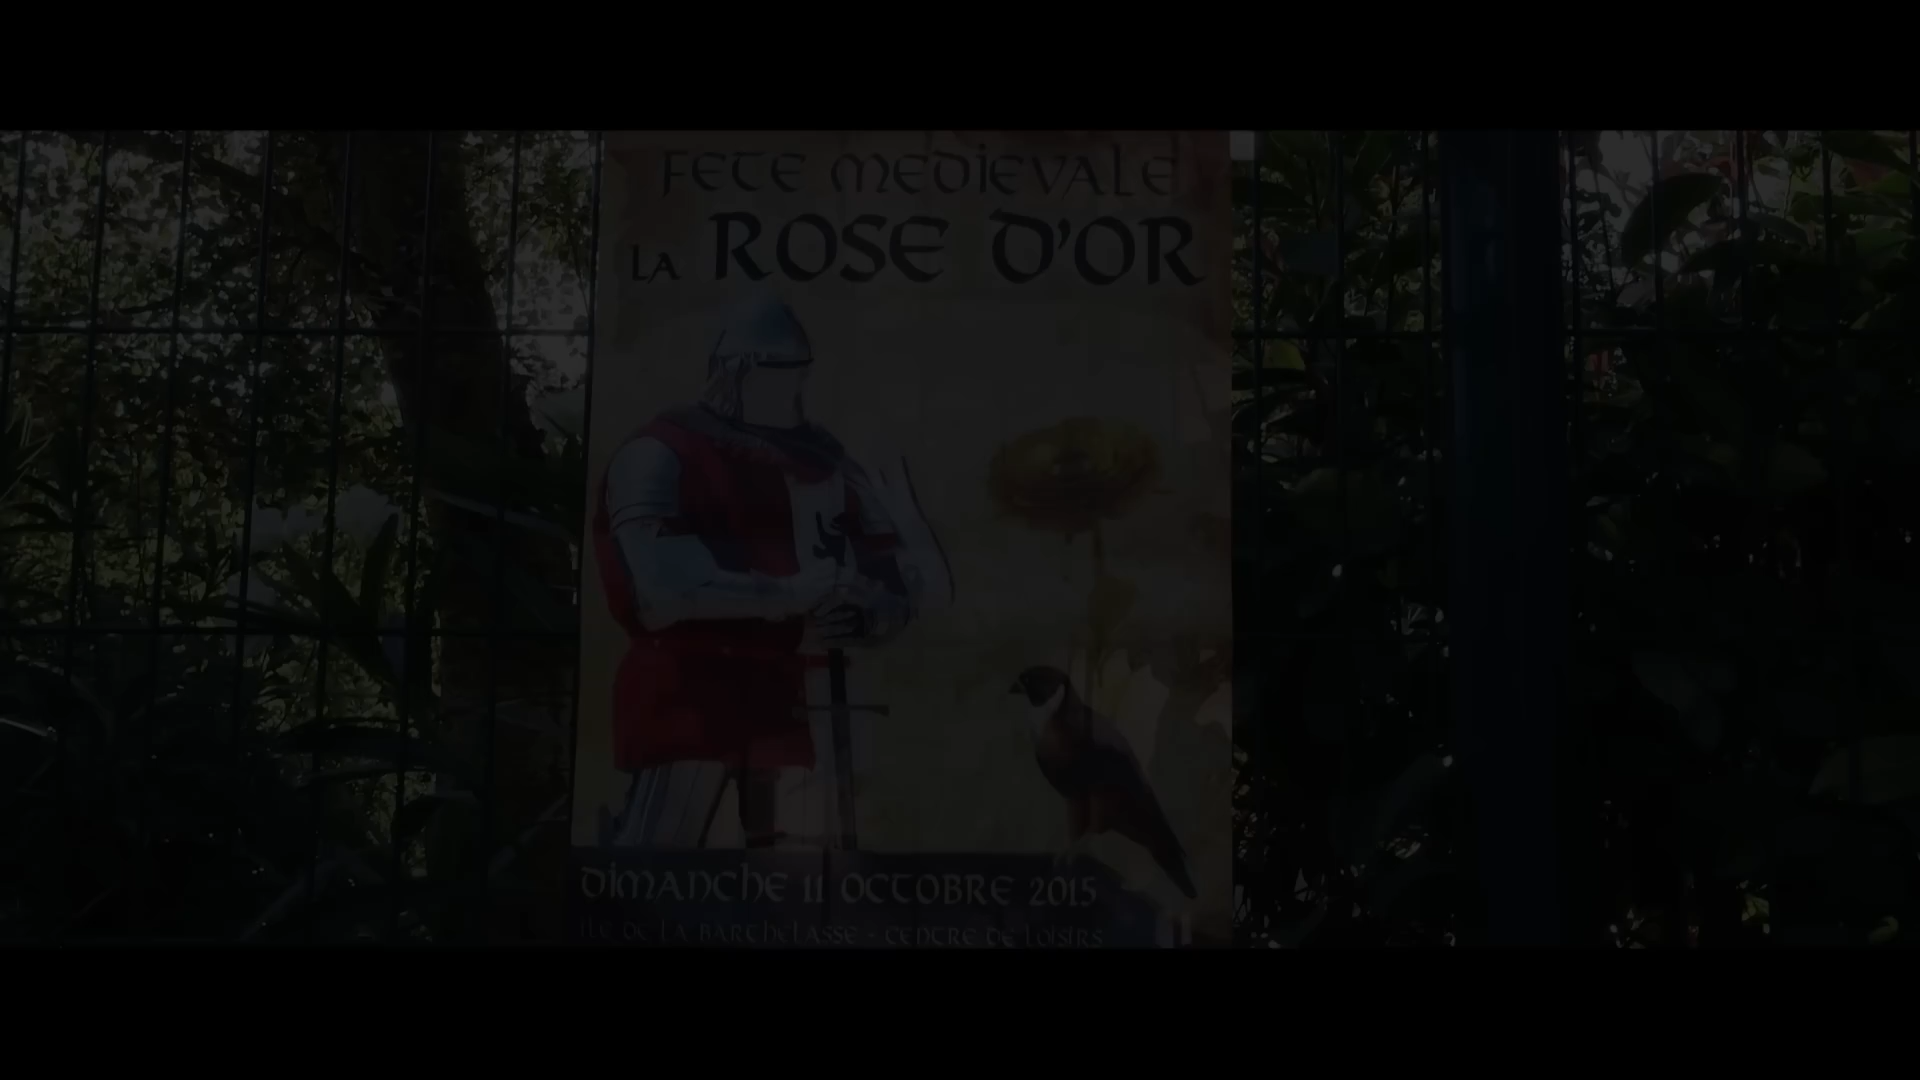 FETE MEDIEVALE
LA ROSE D'OR
DIMANCHE 11 OCTOBRE 2015
ILE DE LA BARTHELASSE - CENTRE DE LOISIRS